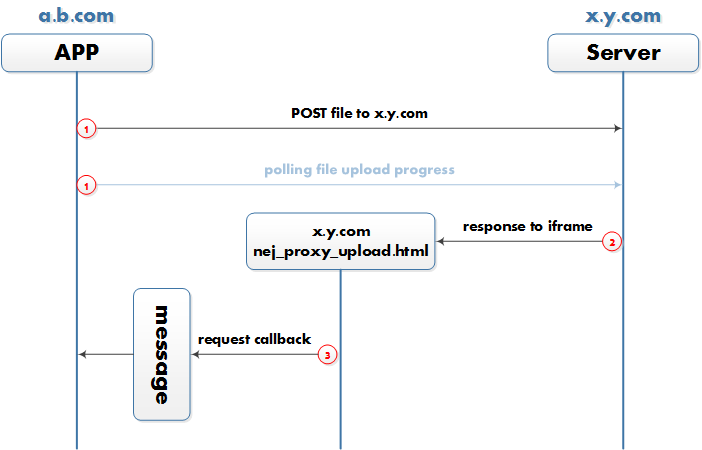 a.b.com
x.y.com
APP
Server
POST file to x.y.com
1
polling file upload progress
1
x.y.com
nej_proxy_upload.html
response to iframe
2
message
request callback
3